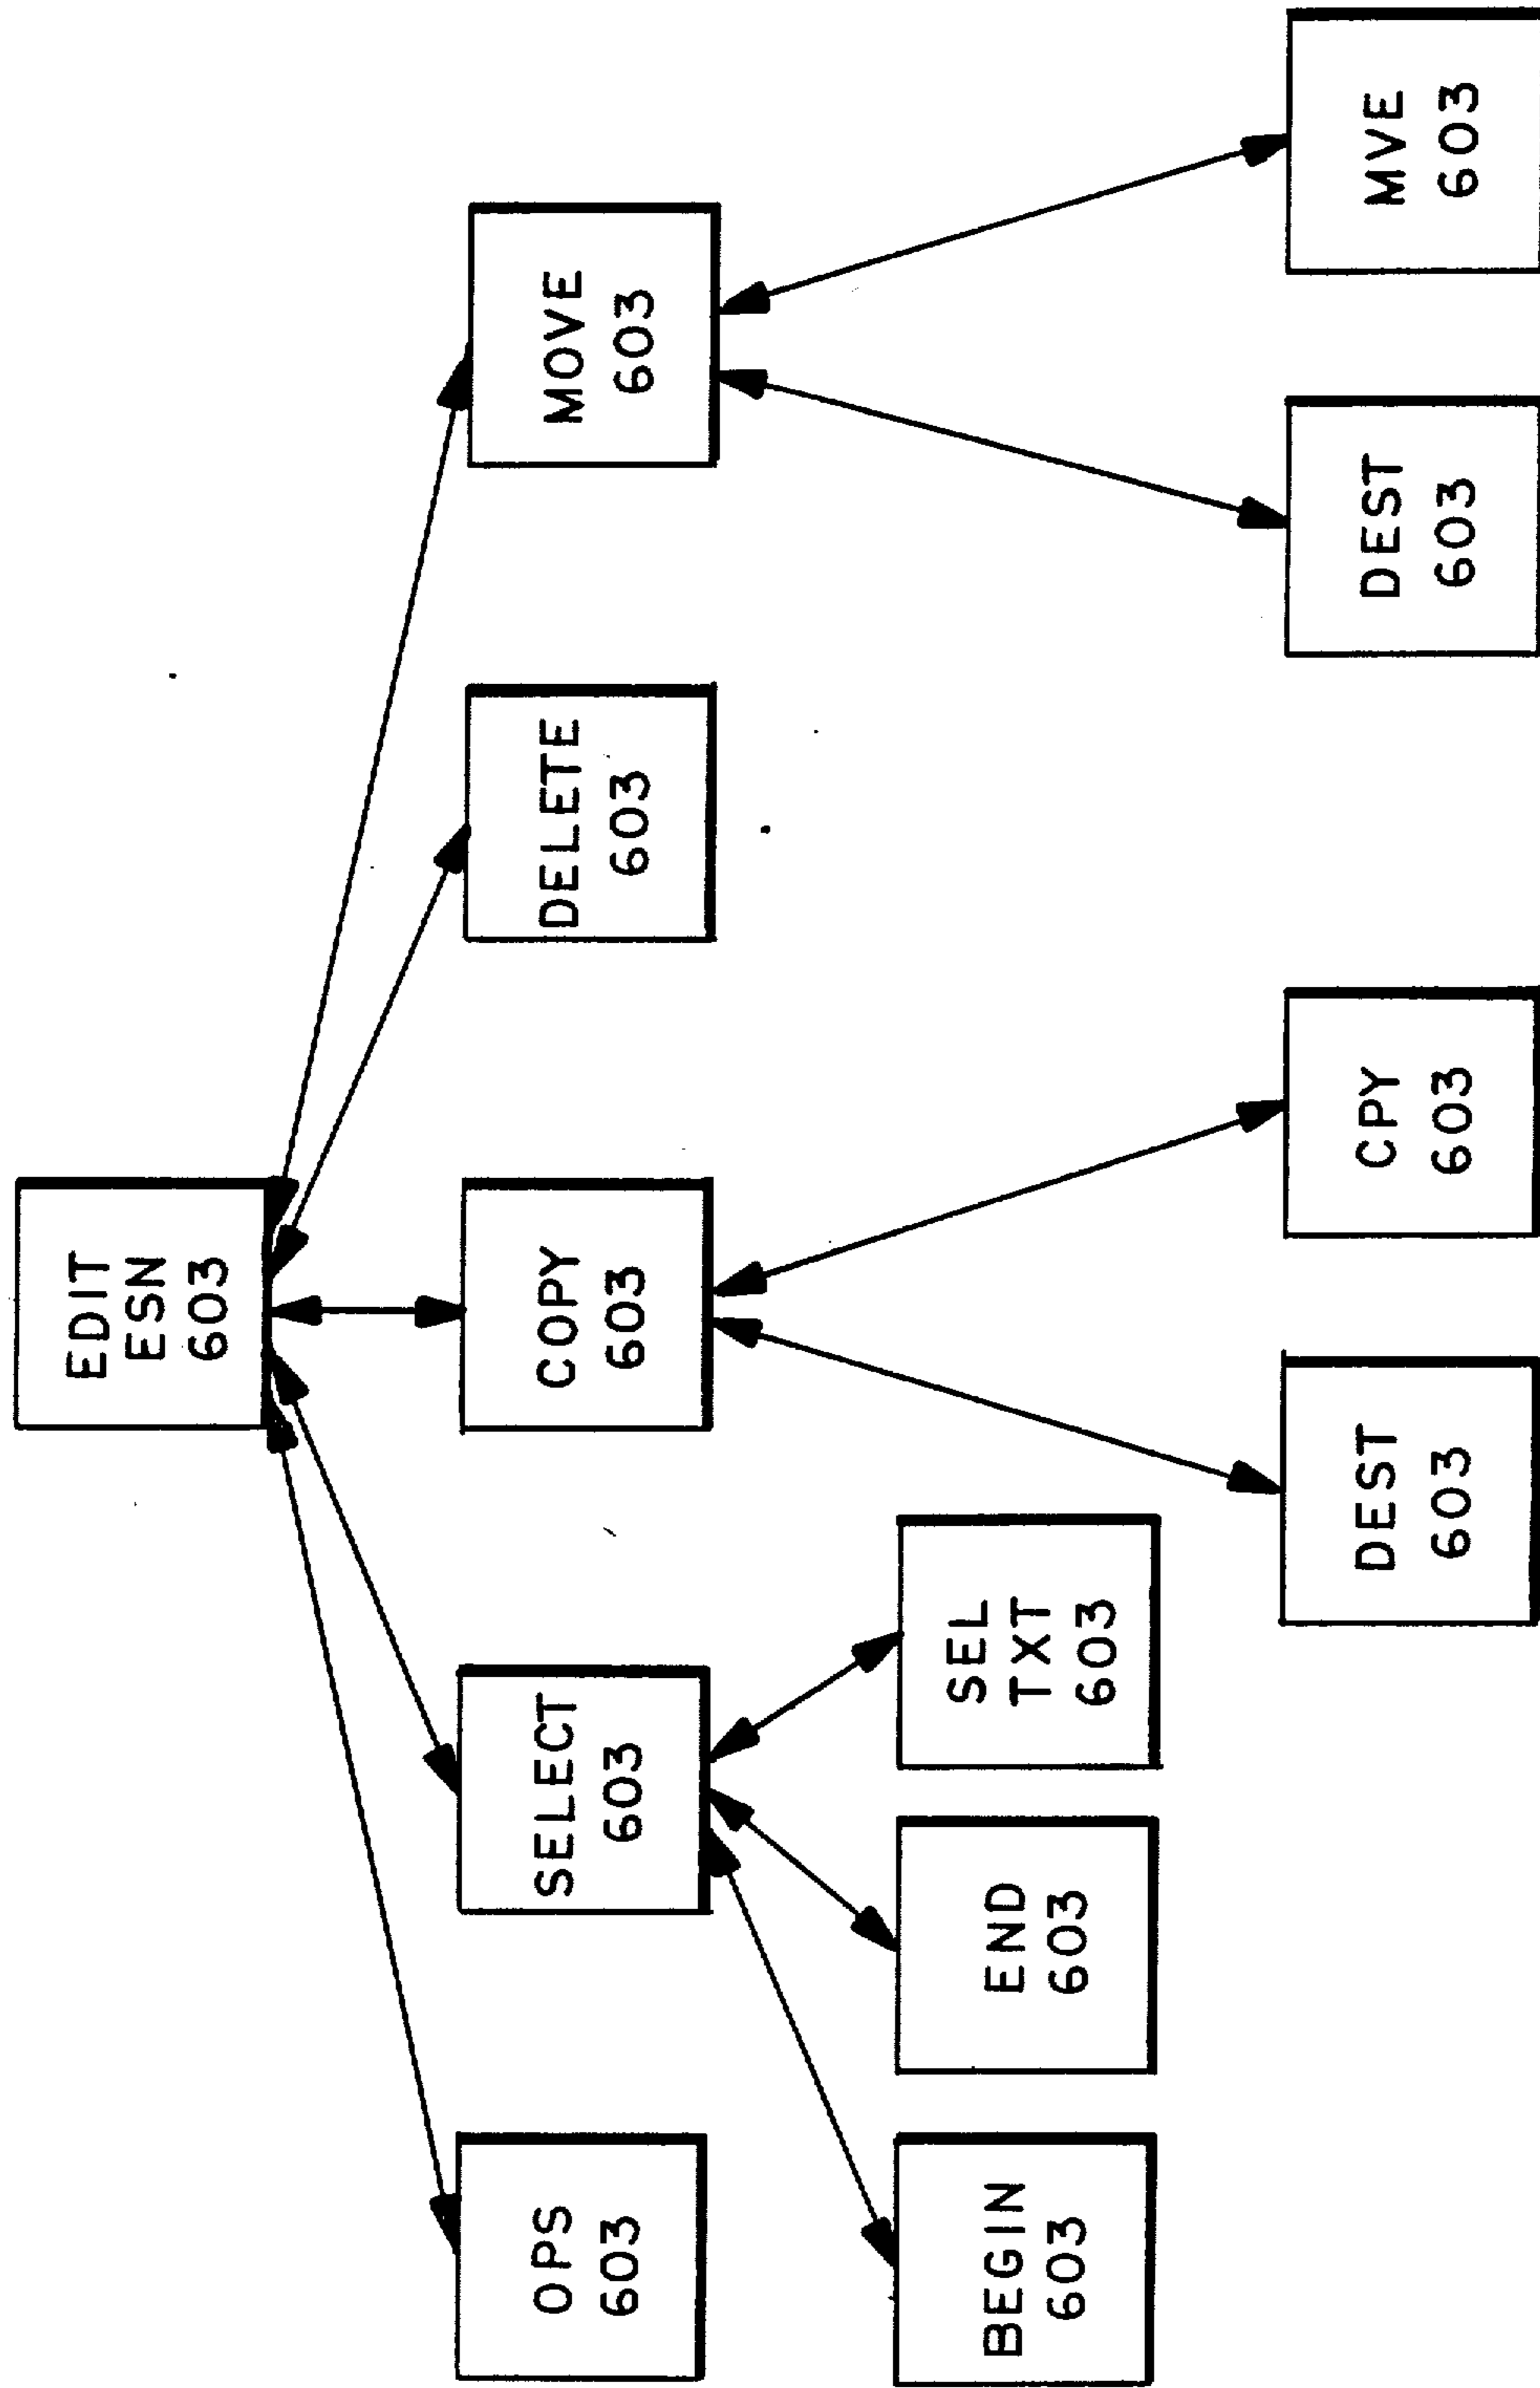 EDIT
ESN
603
OPS
603
SELECT
603
COPY
603
DELETE
603
MOVE
603
BEGIN
603
END
603
SEL
TXT
603
DEST
603
CPY
603
DEST
603
MVE
603